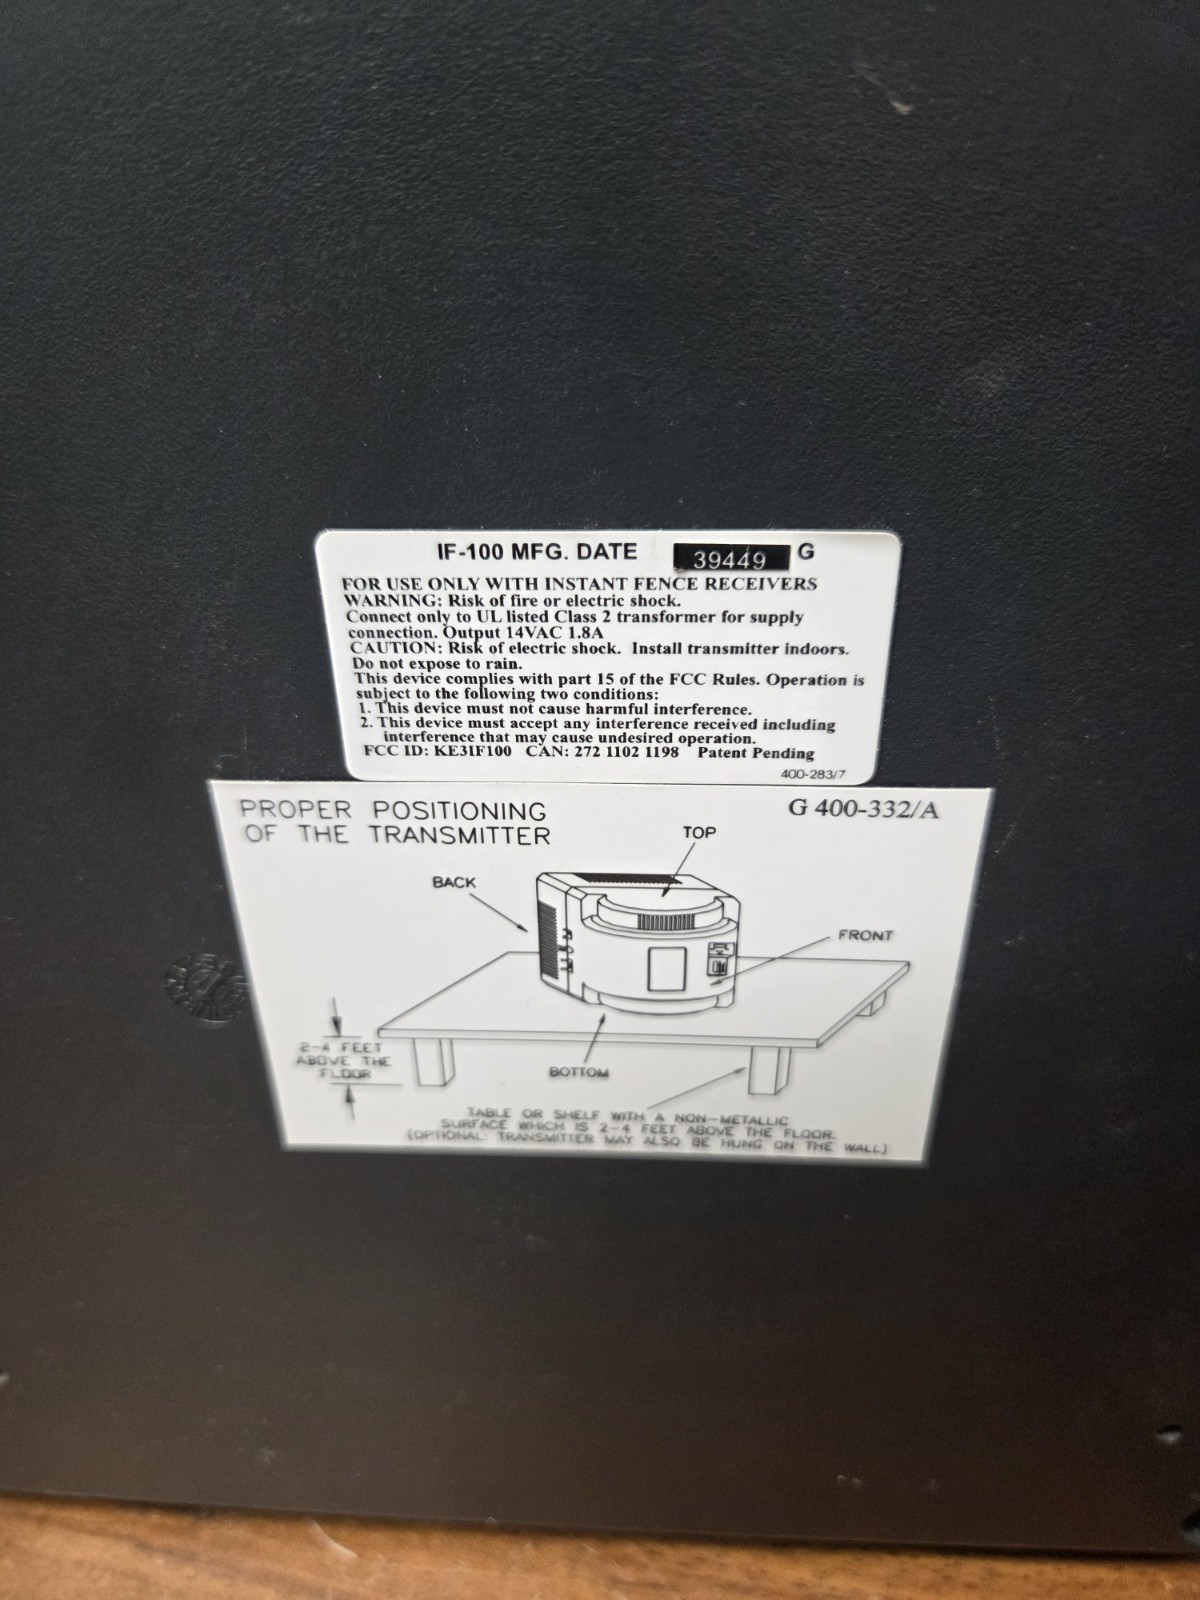 IF-100 MFG. DATE 39449 G
FOR USE ONLY WITH INSTANT FENCE RECEIVERS
WARNING: Risk of fire or electric shock.
Connect only to UL listed Class 2 transformer for supply
connection. Output 14VAC 1.8A
CAUTION: Risk of electric shock. Install transmitter indoors.
Do not expose to rain.
This device complies with part 15 of the FCC Rules. Operation is
subject to the following two conditions:
1. This device must not cause harmful interference.
2. This device must accept any interference received including
interference that may cause undesired operation.
FCC ID: KE3IF100 CAN: 272 1102 1198 Patent Pending
400-283/7
PROPER POSITIONING
OF THE TRANSMITTER
G 400-332/A
TOP
BACK
FRONT
2-4 FEET
ABOVE THE
FLOOR
BOTTOM
TABLE OR SHELF WITH A NON-METALLIC
SURFACE WHICH IS 2-4 FEET ABOVE THE FLOOR.
(OPTIONAL: TRANSMITTER MAY ALSO BE HUNG ON THE WALL)